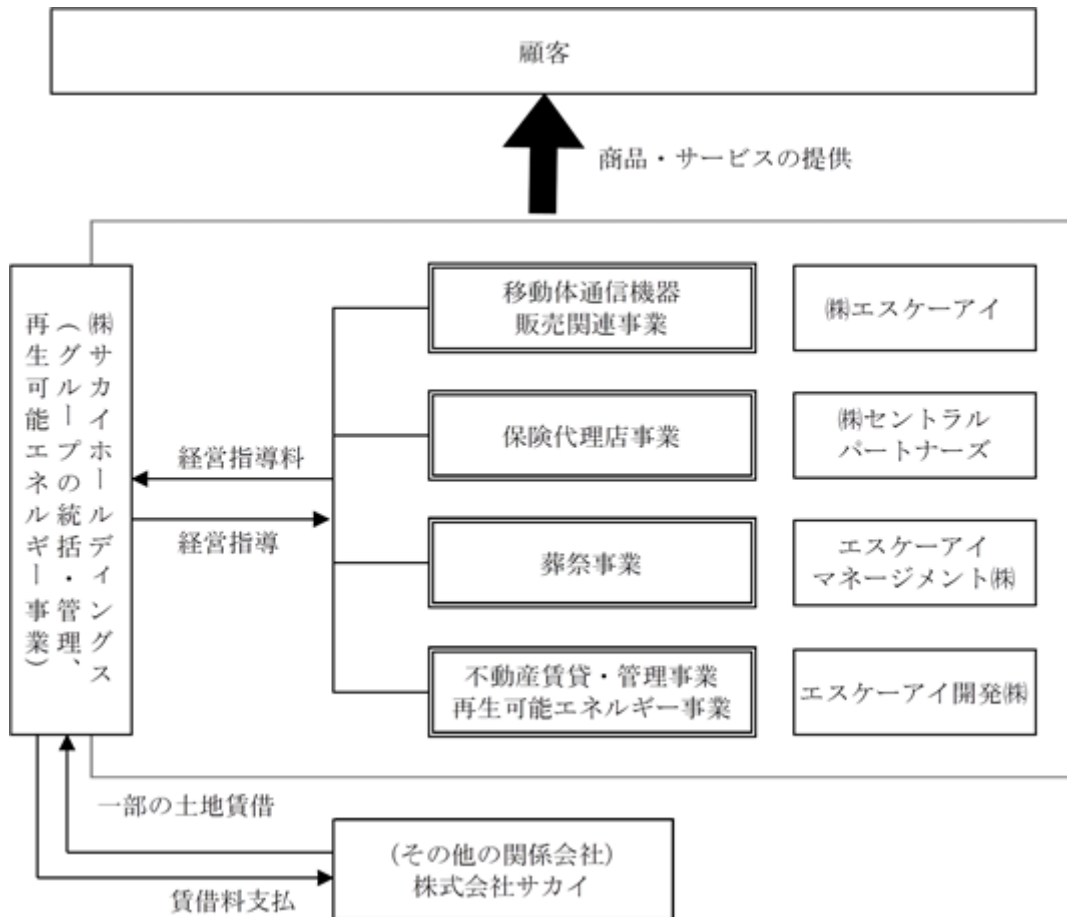 顧客
商品・サービスの提供
㈱サカイホールディングス
(グループの統括・管理、
再生可能エネルギー事業)
経営指導料
経営指導
移動体通信機器
販売関連事業
㈱エスケーアイ
保険代理店事業
㈱セントラル
パートナーズ
葬祭事業
エスケーアイ
マネージメント㈱
不動産賃貸・管理事業
再生可能エネルギー事業
エスケーアイ開発㈱
一部の土地賃借
賃借料支払
(その他の関係会社)
株式会社サカイ